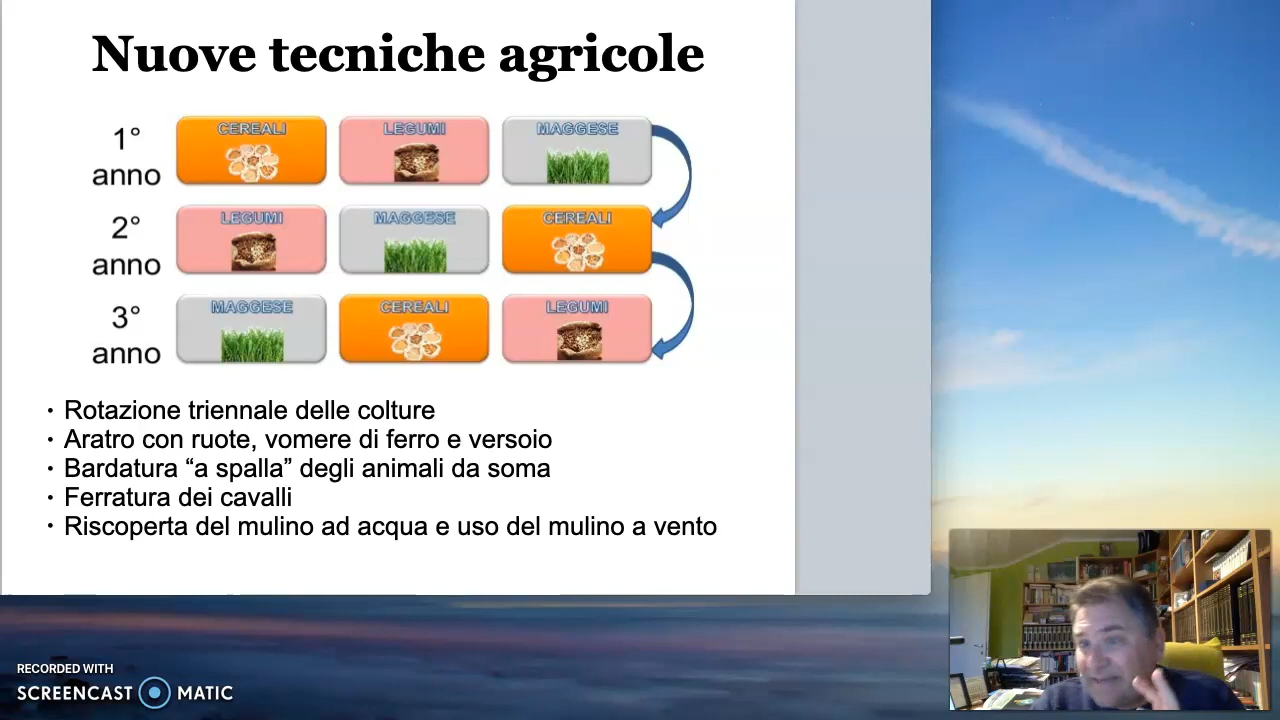 Nuove tecniche agricole
1° anno
CEREALI
LEGUMI
MAGGESE
2° anno
LEGUMI
MAGGESE
CEREALI
3° anno
MAGGESE
CEREALI
LEGUMI
· Rotazione triennale delle colture
· Aratro con ruote, vomere di ferro e versoio
· Bardatura “a spalla” degli animali da soma
· Ferratura dei cavalli
· Riscoperta del mulino ad acqua e uso del mulino a vento
RECORDED WITH
SCREENCAST MATIC